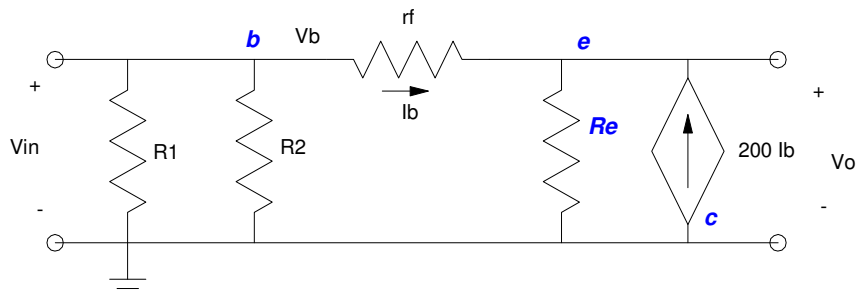 b
Vb
rf
e
+
Ib
+
Vin
R1
R2
Re
200 Ib
Vo
-
c
-